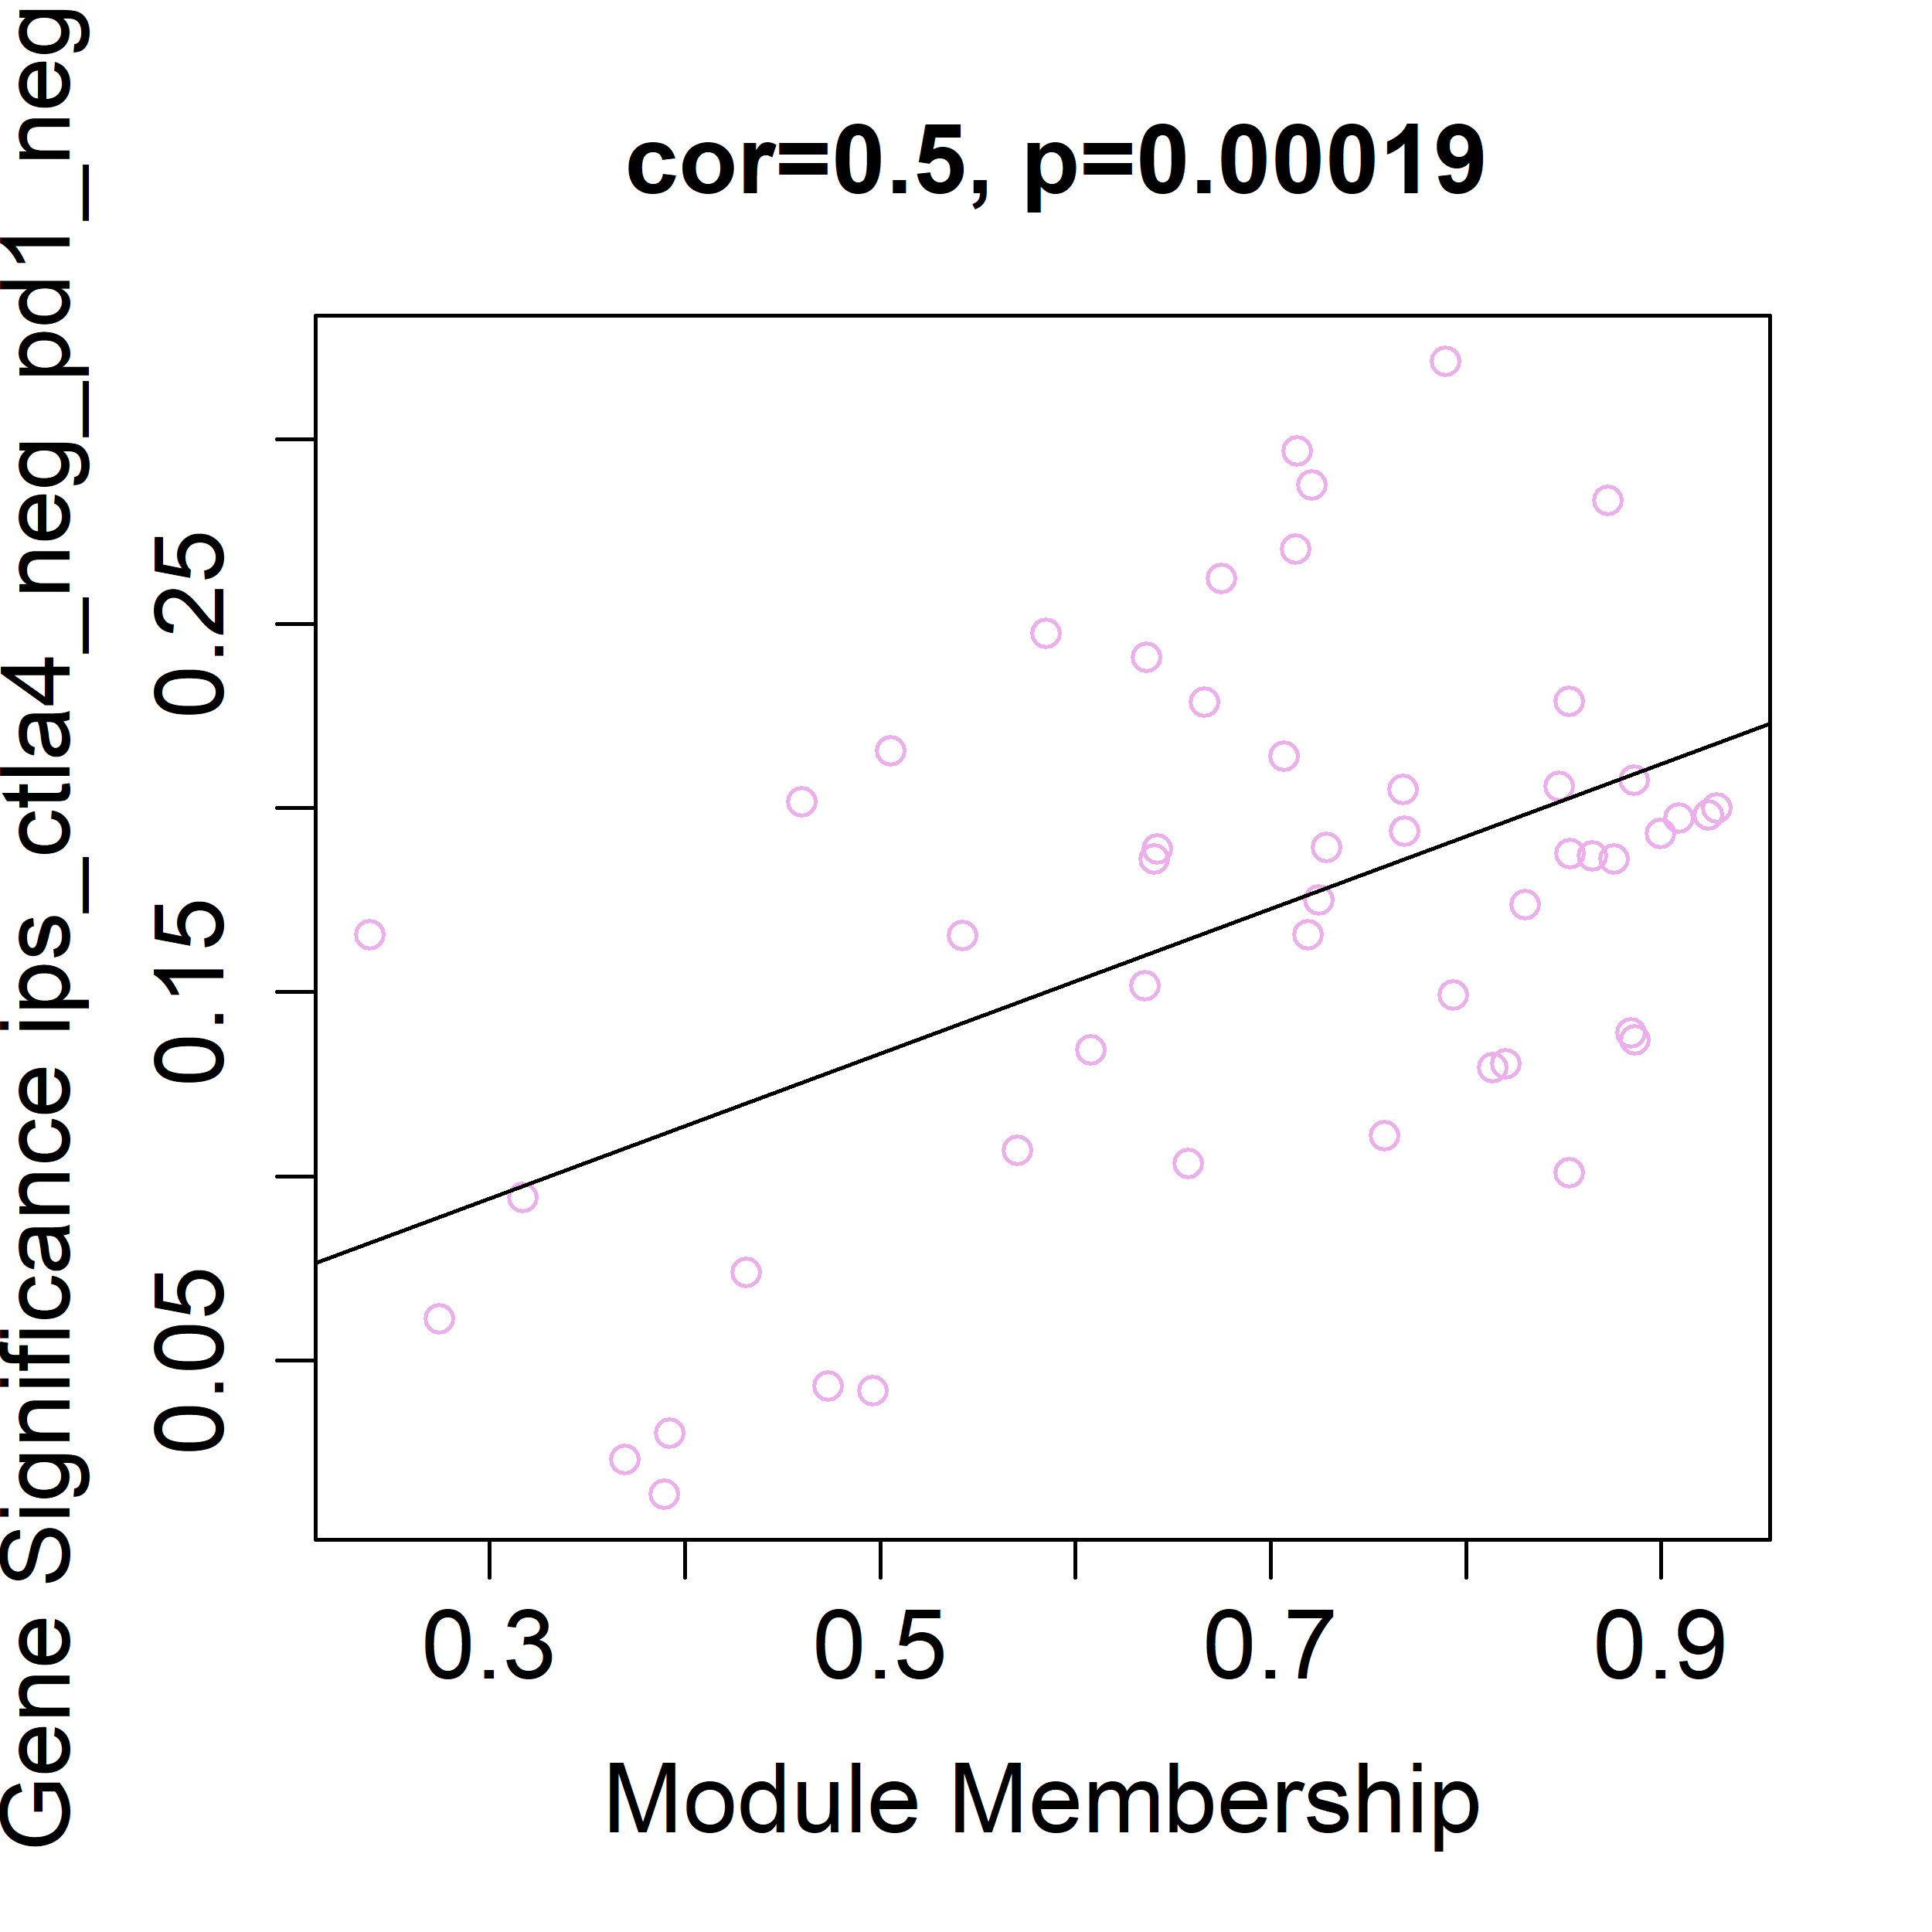 cor=0.5, p=0.00019
Gene Significance ips_ctla4_neg_pd1_neg
0.25
0.15
0.05
0.3 0.5 0.7 0.9
Module Membership